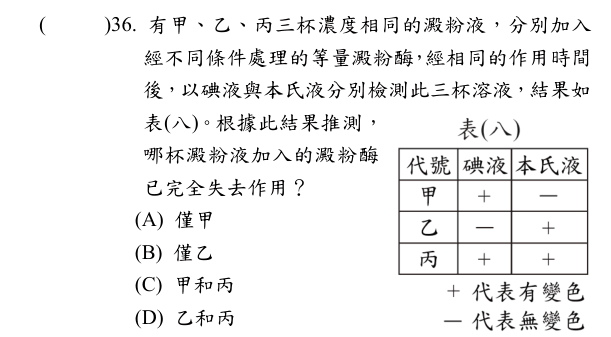 (　　)36. 有甲、乙、丙三杯濃度相同的澱粉液，分別加入
經不同條件處理的等量澱粉酶，經相同的作用時間
後，以碘液與本氏液分別檢測此三杯溶液，結果如
表(八)。根據此結果推測，
哪杯澱粉液加入的澱粉酶
已完全失去作用？
(A) 僅甲
(B) 僅乙
(C) 甲和丙
(D) 乙和丙
表(八)
代號 碘液 本氏液
甲 + —
乙 — +
丙 + +
+ 代表有變色
— 代表無變色